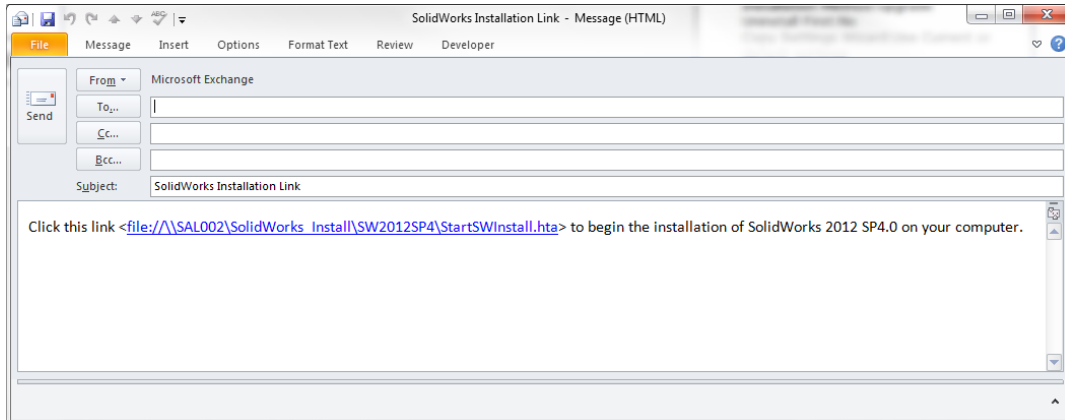 SolidWorks Installation Link - Message (HTML)
File Message Insert Options Format Text Review Developer
From Microsoft Exchange
Send
To...
Cc...
Bcc...
Subject: SolidWorks Installation Link
Click this link <file://\\SAL002\SolidWorks_Install\SW2012SP4\StartSWInstall.hta> to begin the installation of SolidWorks 2012 SP4.0 on your computer.